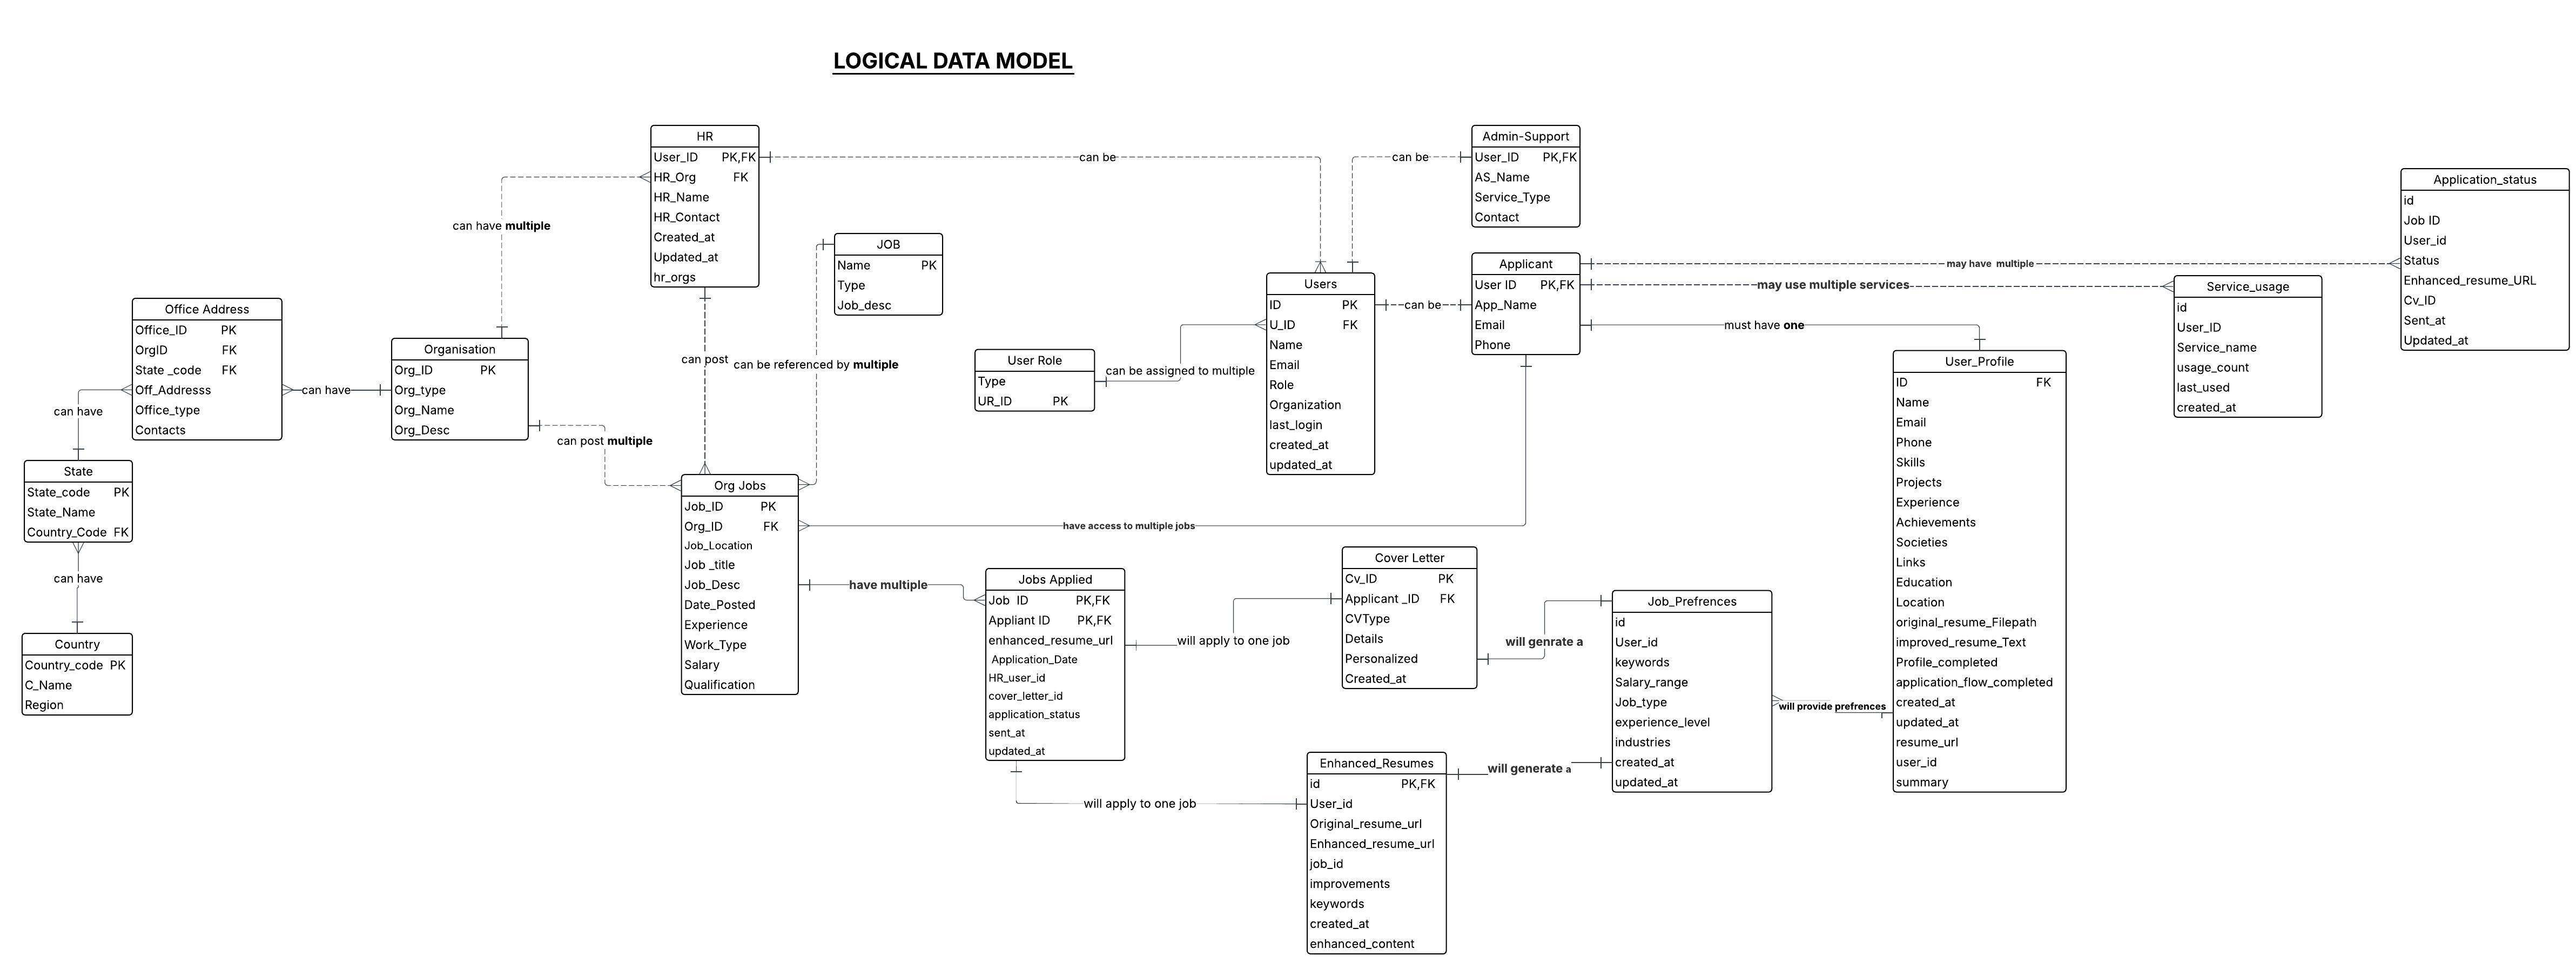 LOGICAL DATA MODEL
HR
User_ID PK,FK
HR_Org FK
HR_Name
HR_Contact
Created_at
Updated_at
hr_orgs
can be
can be
Admin-Support
User_ID PK,FK
AS_Name
Service_Type
Contact
Application_status
id
Job ID
User_id
Status
Enhanced_resume_URL
Cv_ID
Sent_at
Updated_at
can have multiple
JOB
Name PK
Type
Job_desc
Applicant
User ID PK,FK
App_Name
Email
Phone
may have multiple
may use multiple services
must have one
Service_usage
id
User_ID
Service_name
usage_count
last_used
created_at
Users
ID PK
U_ID FK
Name
Email
Role
Organization
last_login
created_at
updated_at
can be
Office Address
Office_ID PK
OrgID FK
State _code FK
Off_Addresss
Office_type
Contacts
can have
Organisation
Org_ID PK
Org_type
Org_Name
Org_Desc
can post
can be referenced by multiple
User Role
Type
UR_ID PK
can be assigned to multiple
User_Profile
ID FK
Name
Email
Phone
Skills
Projects
Experience
Achievements
Societies
Links
Education
Location
original_resume_Filepath
improved_resume_Text
Profile_completed
application_flow_completed
created_at
updated_at
resume_url
user_id
summary
can have
can post multiple
State
State_code PK
State_Name
Country_Code FK
can have
Country
Country_code PK
C_Name
Region
Org Jobs
Job_ID PK
Org_ID FK
Job_Location
Job _title
Job_Desc
Date_Posted
Experience
Work_Type
Salary
Qualification
have access to multiple jobs
have multiple
Jobs Applied
Job ID PK,FK
Appliant ID PK,FK
enhanced_resume_url
Application_Date
HR_user_id
cover_letter_id
application_status
sent_at
updated_at
will apply to one job
Cover Letter
Cv_ID PK
Applicant _ID FK
CVType
Details
Personalized
Created_at
will genrate a
Job_Prefrences
id
User_id
keywords
Salary_range
Job_type
experience_level
industries
created_at
updated_at
will provide prefrences
will apply to one job
Enhanced_Resumes
id PK,FK
User_id
Original_resume_url
Enhanced_resume_url
job_id
improvements
keywords
created_at
enhanced_content
will generate a